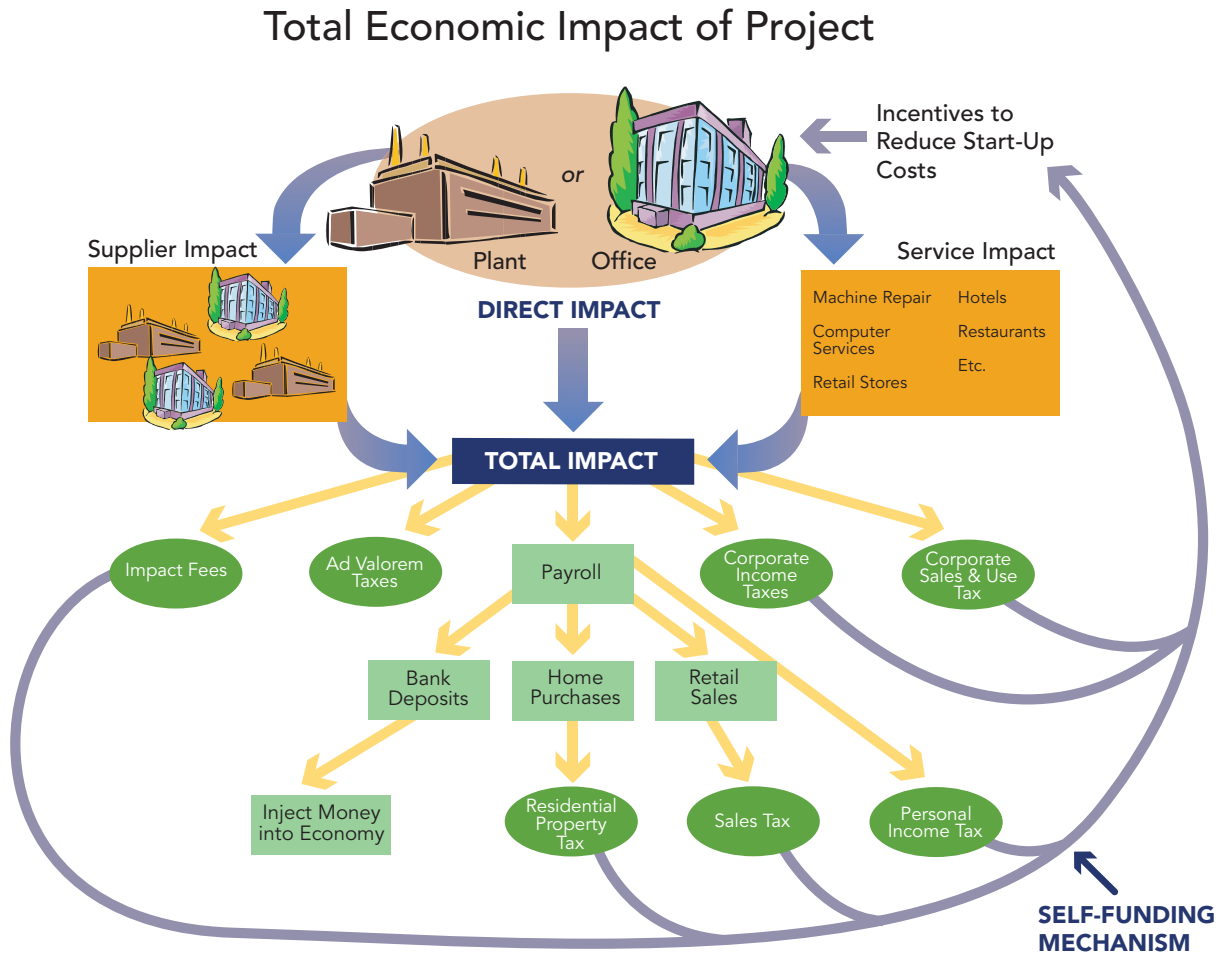 Total Economic Impact of Project
Incentives to
Reduce Start-Up
Costs
or
Plant
Office
Supplier Impact
Service Impact
DIRECT IMPACT
Machine Repair
Computer
Services
Retail Stores
Hotels
Restaurants
Etc.
TOTAL IMPACT
Impact Fees
Ad Valorem
Taxes
Payroll
Corporate
Income
Taxes
Corporate
Sales & Use
Tax
Bank
Deposits
Home
Purchases
Retail
Sales
Inject Money
into Economy
Residential
Property
Tax
Sales Tax
Personal
Income Tax
SELF-FUNDING
MECHANISM